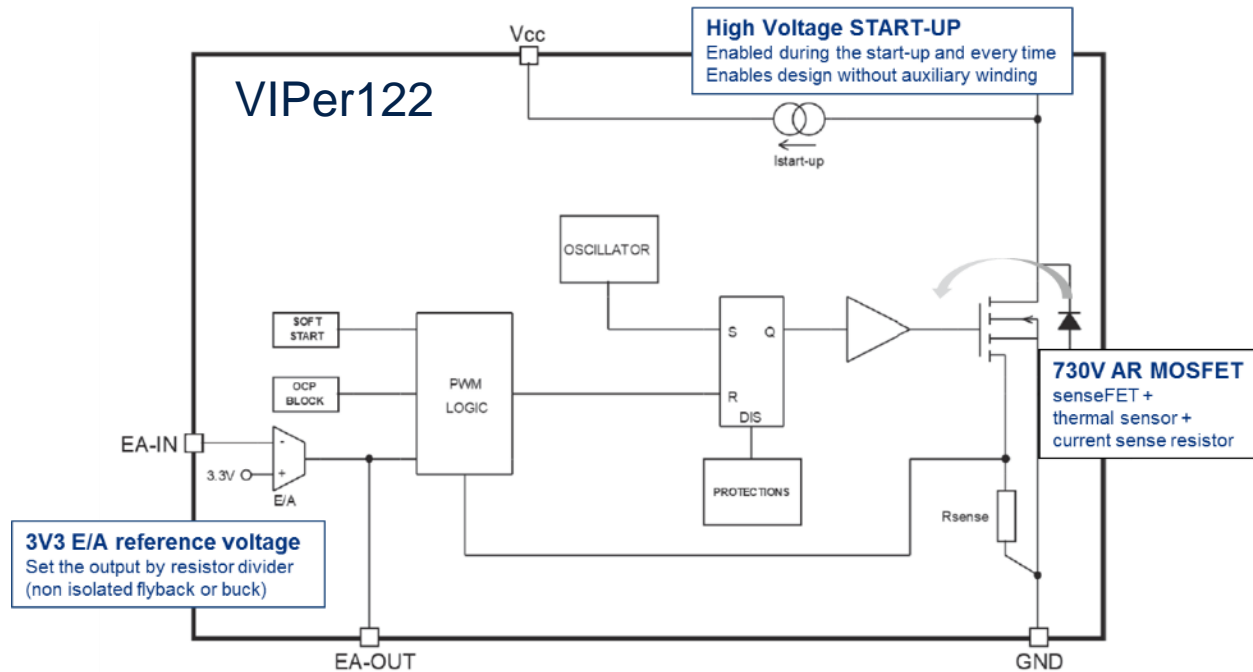 High Voltage START-UP
Enabled during the start-up and every time
Enables design without auxiliary winding
Vcc
VIPer122
Istart-up
OSCILLATOR
SOFT
START
PWM
LOGIC
S
Q
R
DIS
OCP
BLOCK
730V AR MOSFET
senseFET +
thermal sensor +
current sense resistor
EA-IN
-
3.3V
+
E/A
PROTECTIONS
Rsense
3V3 E/A reference voltage
Set the output by resistor divider
(non isolated flyback or buck)
EA-OUT
GND